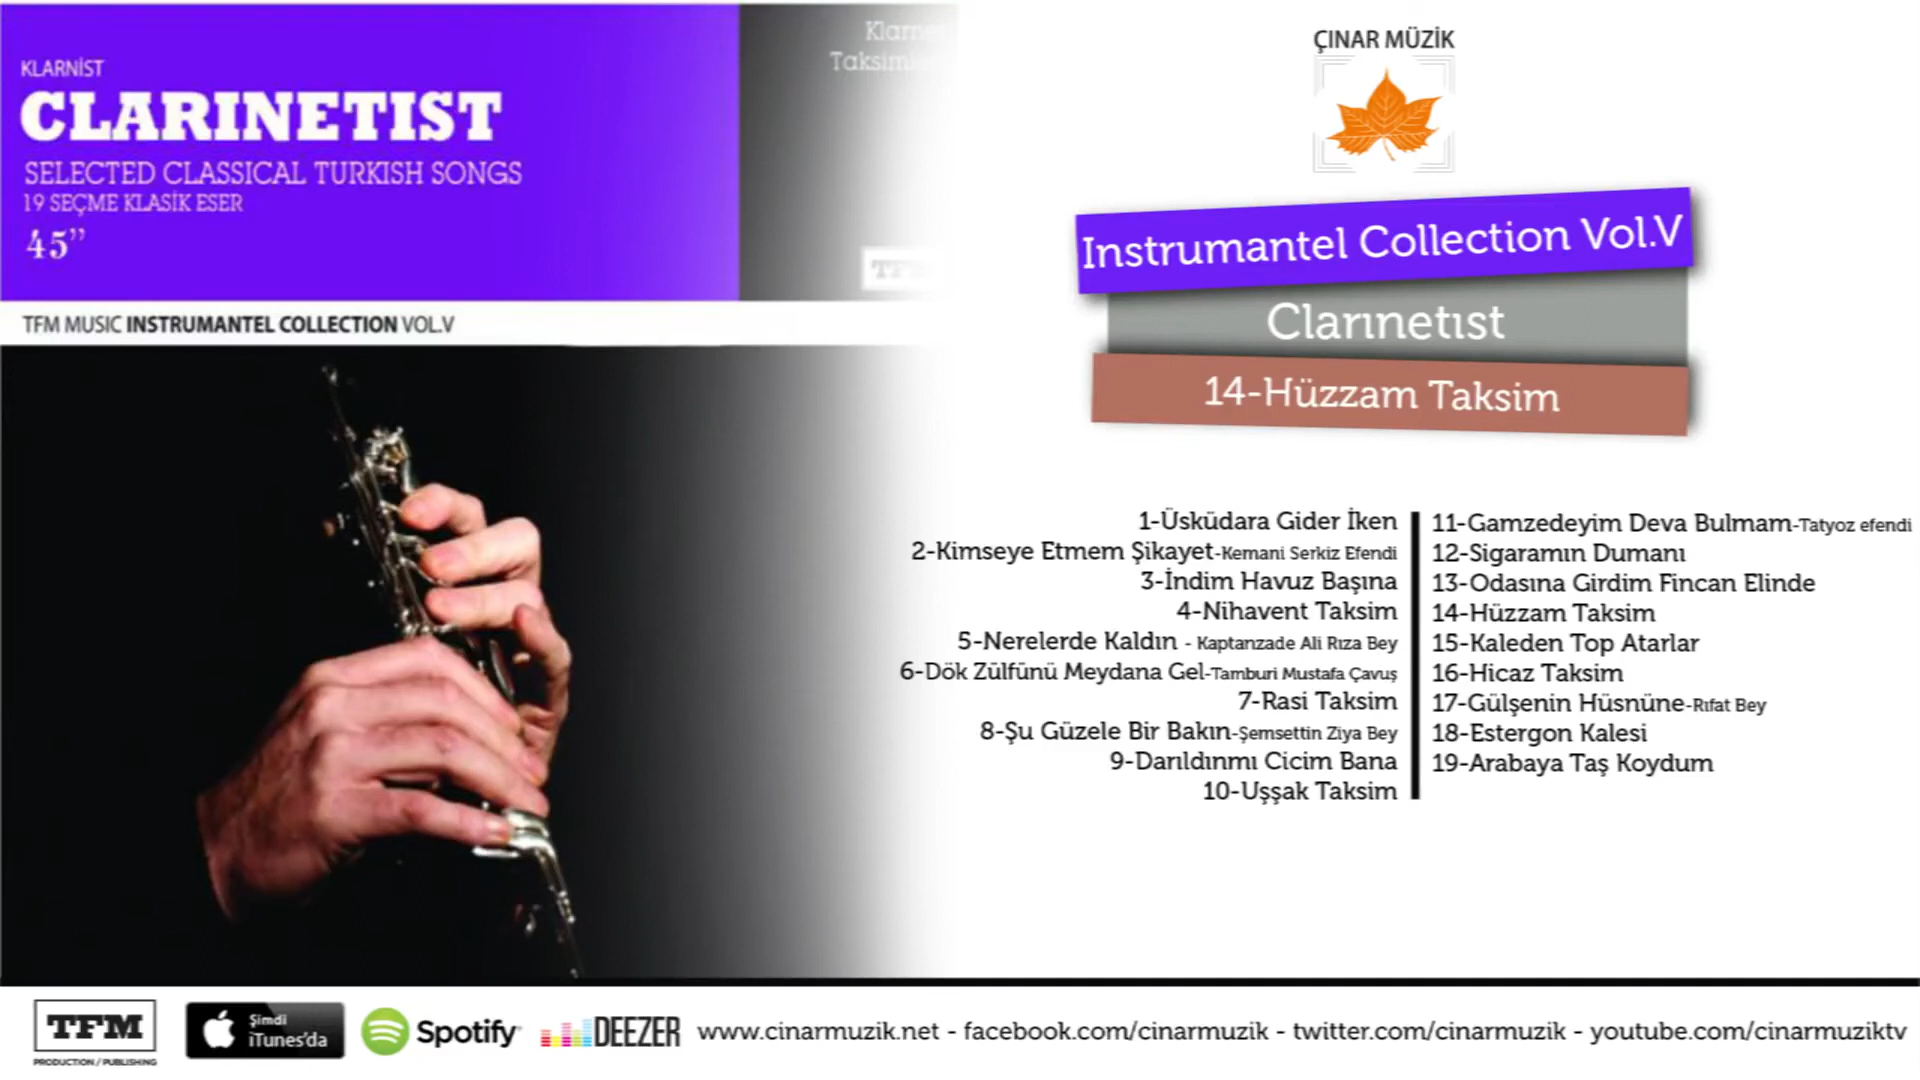 KLARNİST
CLARINETIST
SELECTED CLASSICAL TURKISH SONGS
19 SEÇME KLASİK ESER
45”
TFM MUSIC INSTRUMANTEL COLLECTION VOL.V
ÇINAR MÜZİK
Instrumantel Collection Vol.V
Clarınetıst
14-Hüzzam Taksim
1-Üsküdara Gider İken
2-Kimseye Etmem Şikayet-Kemani Serkiz Efendi
3-İndim Havuz Başına
4-Nihavent Taksim
5-Nerelerde Kaldın - Kaptanzade Ali Rıza Bey
6-Dök Zülfünü Meydana Gel-Tamburi Mustafa Çavuş
7-Rasi Taksim
8-Şu Güzele Bir Bakın-Şemsettin Ziya Bey
9-Darıldınmı Cicim Bana
10-Uşşak Taksim
11-Gamzedeyim Deva Bulmam-Tatyoz efendi
12-Sigaramın Dumanı
13-Odasına Girdim Fincan Elinde
14-Hüzzam Taksim
15-Kaleden Top Atarlar
16-Hicaz Taksim
17-Gülşenin Hüsnüne-Rıfat Bey
18-Estergon Kalesi
19-Arabaya Taş Koydum
TFM
PRODUCTION / PUBLISHING
Şimdi
iTunes'da
Spotify
DEEZER
www.cinarmuzik.net - facebook.com/cinarmuzik - twitter.com/cinarmuzik - youtube.com/cinarmuziktv